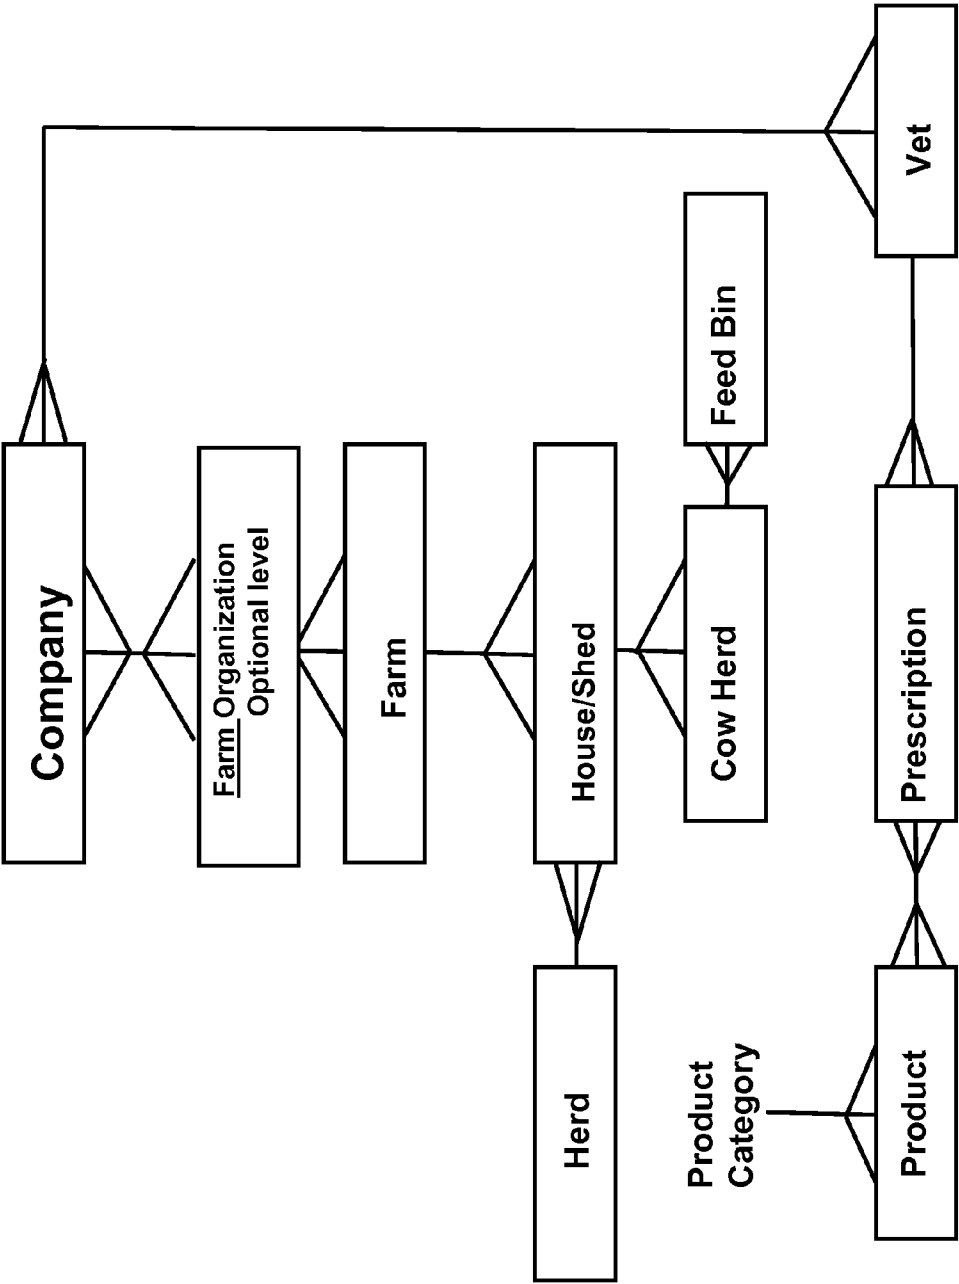 Company
Farm Organization
Optional level
Farm
House/Shed
Herd
Cow Herd
Feed Bin
Vet
Prescription
Product
Product
Category